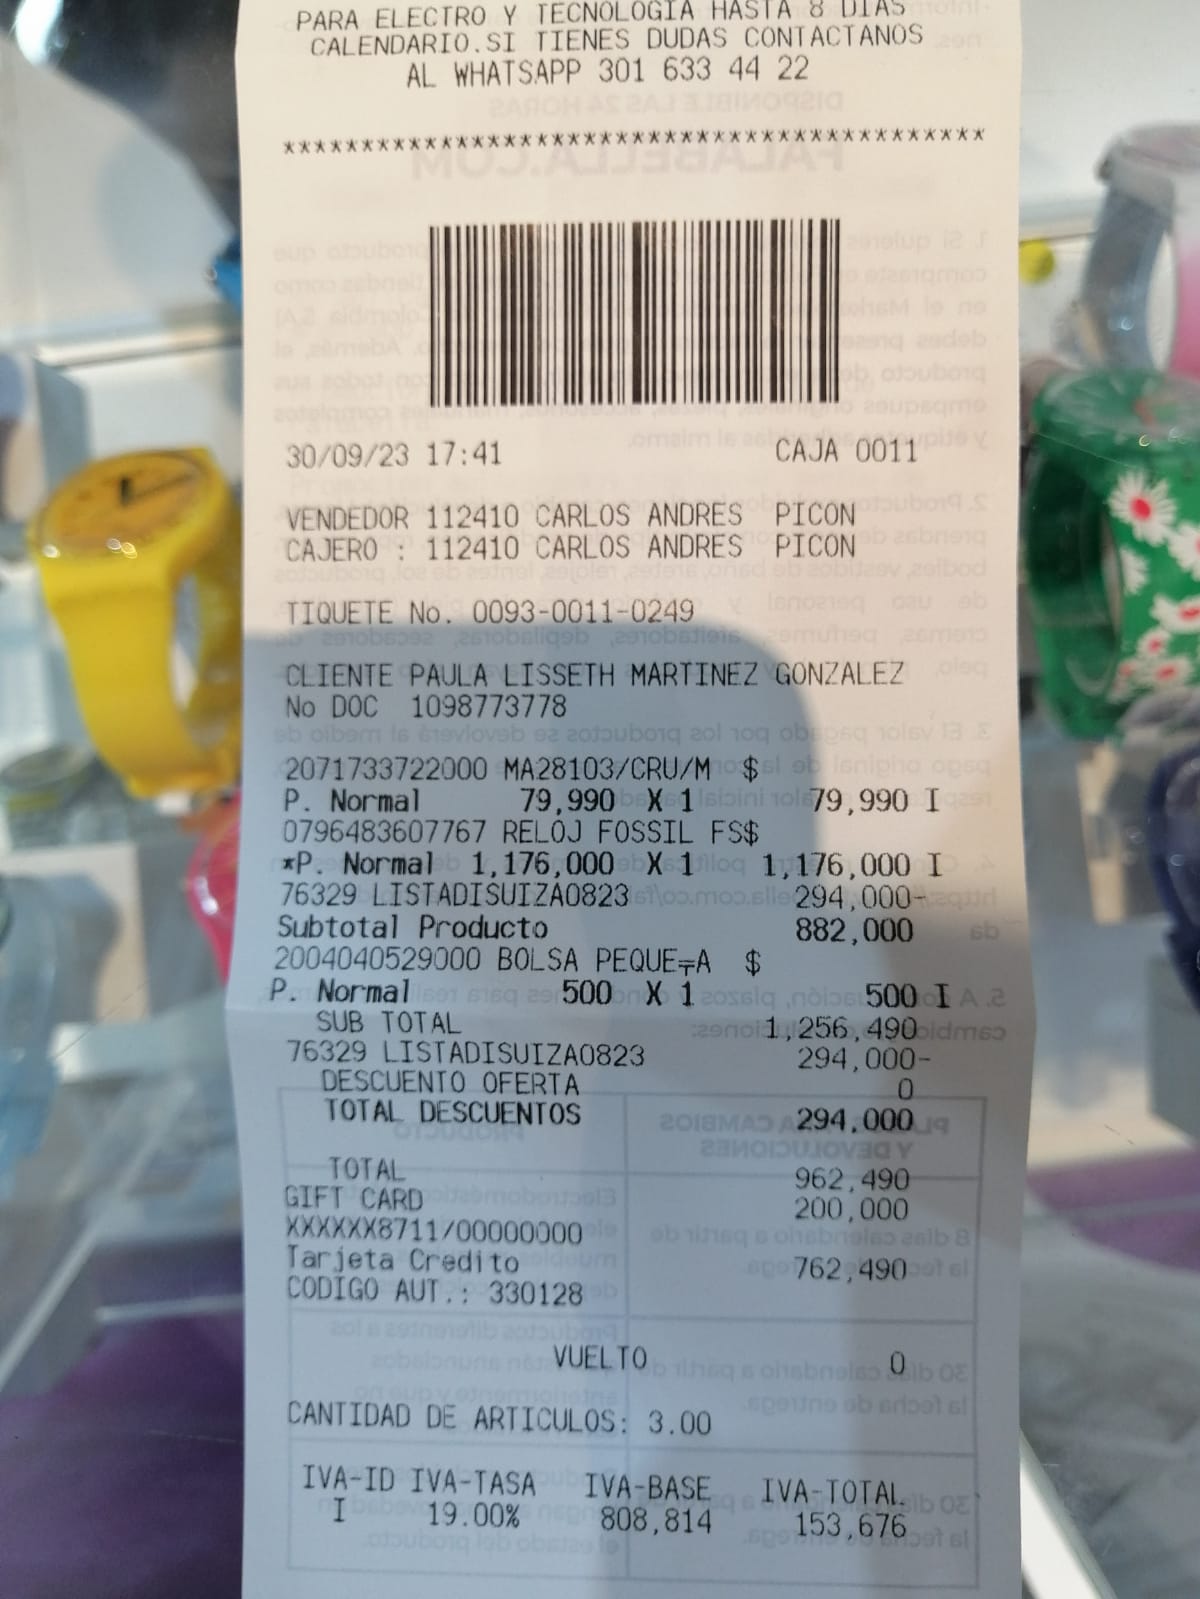 PARA ELECTRO Y TECNOLOGIA HASTA 8 DIAS
CALENDARIO.SI TIENES DUDAS CONTACTANOS
AL WHATSAPP 301 633 44 22
*********************************************
30/09/23 17:41 CAJA 0011
VENDEDOR 112410 CARLOS ANDRES PICON
CAJERO : 112410 CARLOS ANDRES PICON
TIQUETE No. 0093-0011-0249
CLIENTE PAULA LISSETH MARTINEZ GONZALEZ
No DOC 1098773778
2071733722000 MA28103/CRU/M $
P. Normal 79,990 X 1 79,990 I
0796483607767 RELOJ FOSSIL FS$
*P. Normal 1,176,000 X 1 1,176,000 I
76329 LISTADISUIZA0823 294,000-
Subtotal Producto 882,000
2004040529000 BOLSA PEQUE╤A $
P. Normal 500 X 1 500 I
SUB TOTAL 1,256,490
76329 LISTADISUIZA0823 294,000-
DESCUENTO OFERTA 0
TOTAL DESCUENTOS 294,000
TOTAL 962,490
GIFT CARD 200,000
XXXXXX8711/00000000
Tarjeta Credito 762,490
CODIGO AUT.: 330128
VUELTO 0
CANTIDAD DE ARTICULOS: 3.00
IVA-ID IVA-TASA IVA-BASE IVA-TOTAL
I 19.00% 808,814 153,676